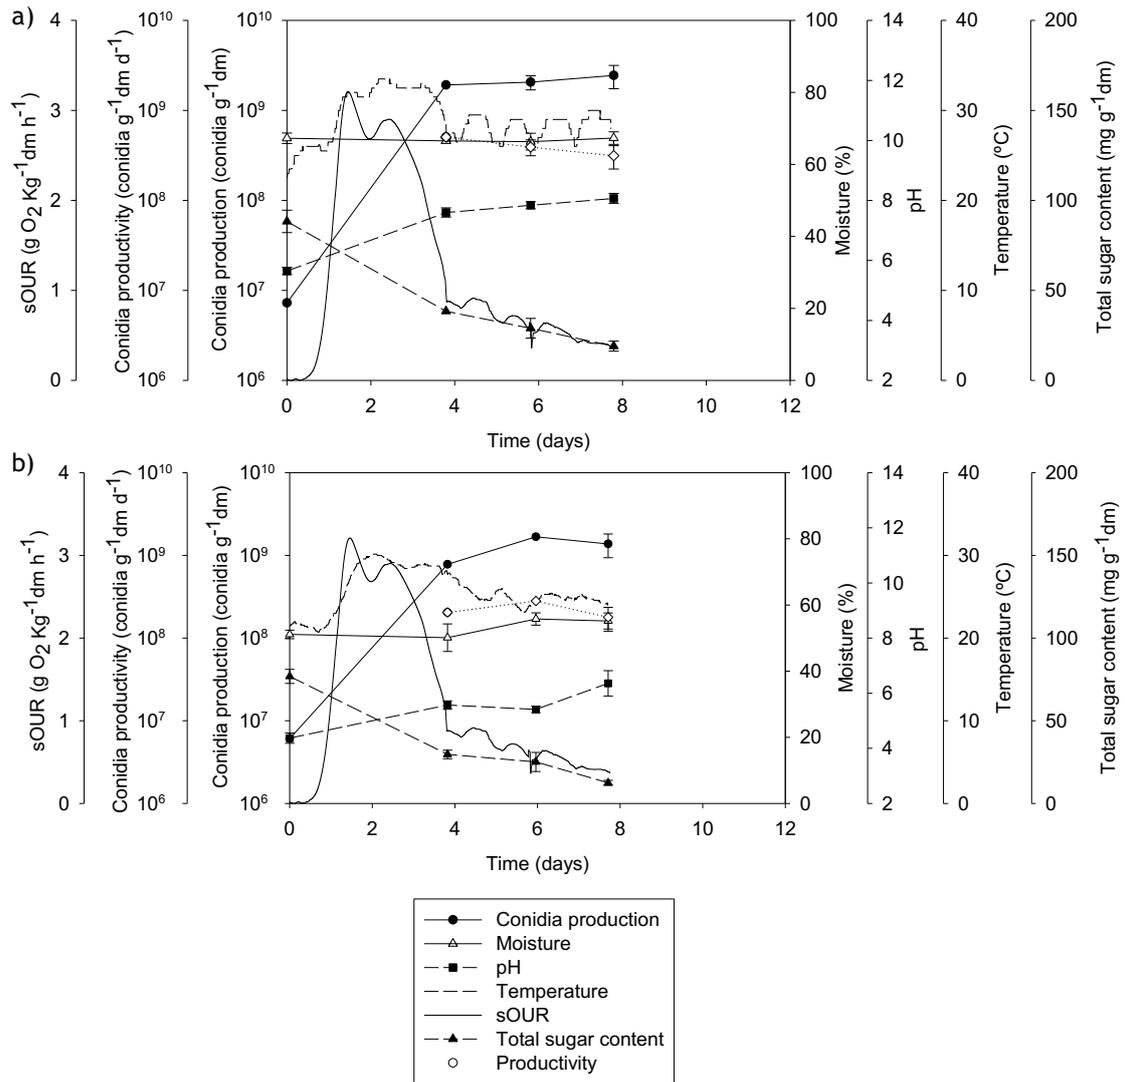 a)
sOUR (g O2 Kg-1dm h-1)
0
1
2
3
4
Conidia productivity (conidia g-1dm d-1)
10^6
10^7
10^8
10^9
10^10
Conidia production (conidia g-1dm)
10^6
10^7
10^8
10^9
10^10
Moisture (%)
0
20
40
60
80
100
pH
2
4
6
8
10
12
14
Temperature (ºC)
0
10
20
30
40
Total sugar content (mg g-1dm)
0
50
100
150
200
0 2 4 6 8 10 12
Time (days)
b)
sOUR (g O2 Kg-1dm h-1)
0
1
2
3
4
Conidia productivity (conidia g-1dm d-1)
10^6
10^7
10^8
10^9
10^10
Conidia production (conidia g-1dm)
10^6
10^7
10^8
10^9
10^10
Moisture (%)
0
20
40
60
80
100
pH
2
4
6
8
10
12
14
Temperature (ºC)
0
10
20
30
40
Total sugar content (mg g-1dm)
0
50
100
150
200
0 2 4 6 8 10 12
Time (days)
Conidia production
Moisture
pH
Temperature
sOUR
Total sugar content
Productivity